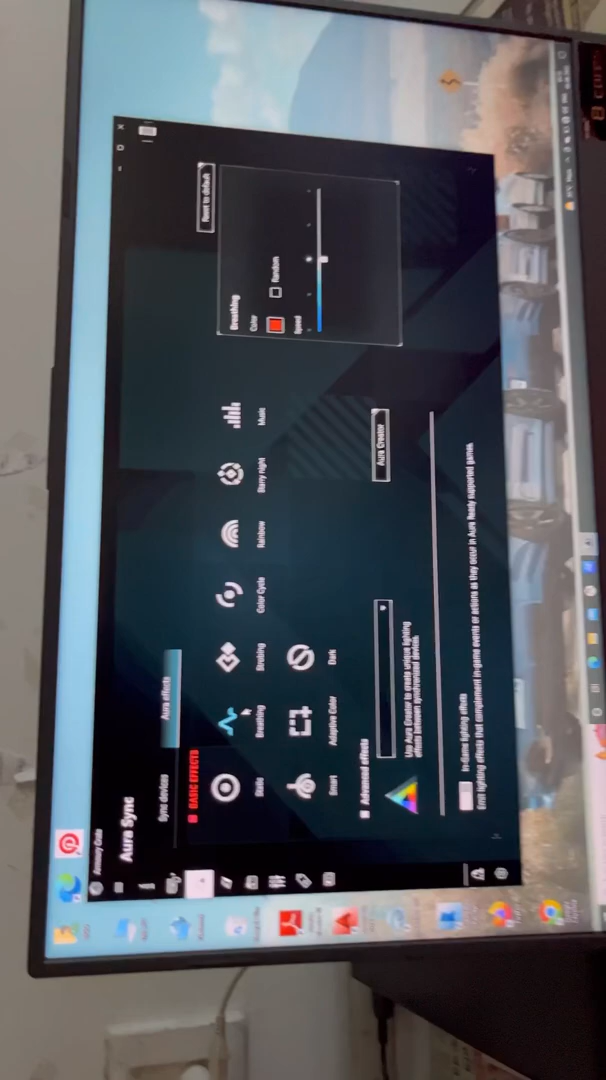 Armoury Crate
Aura Sync
Sync devices
Aura effects
Reset to default
BASIC EFFECTS
Static
Breathing
Strobing
Color Cycle
Rainbow
Starry night
Music
Smart
Adaptive Color
Dark
Breathing
Color
Random
Speed
Advanced effects
Use Aura Creator to create unique lighting
effects between synchronized devices.
Aura Creator
In-Game lighting effects
Emit lighting effects that complement in-game events or actions as they occur in Aura Ready supported games.